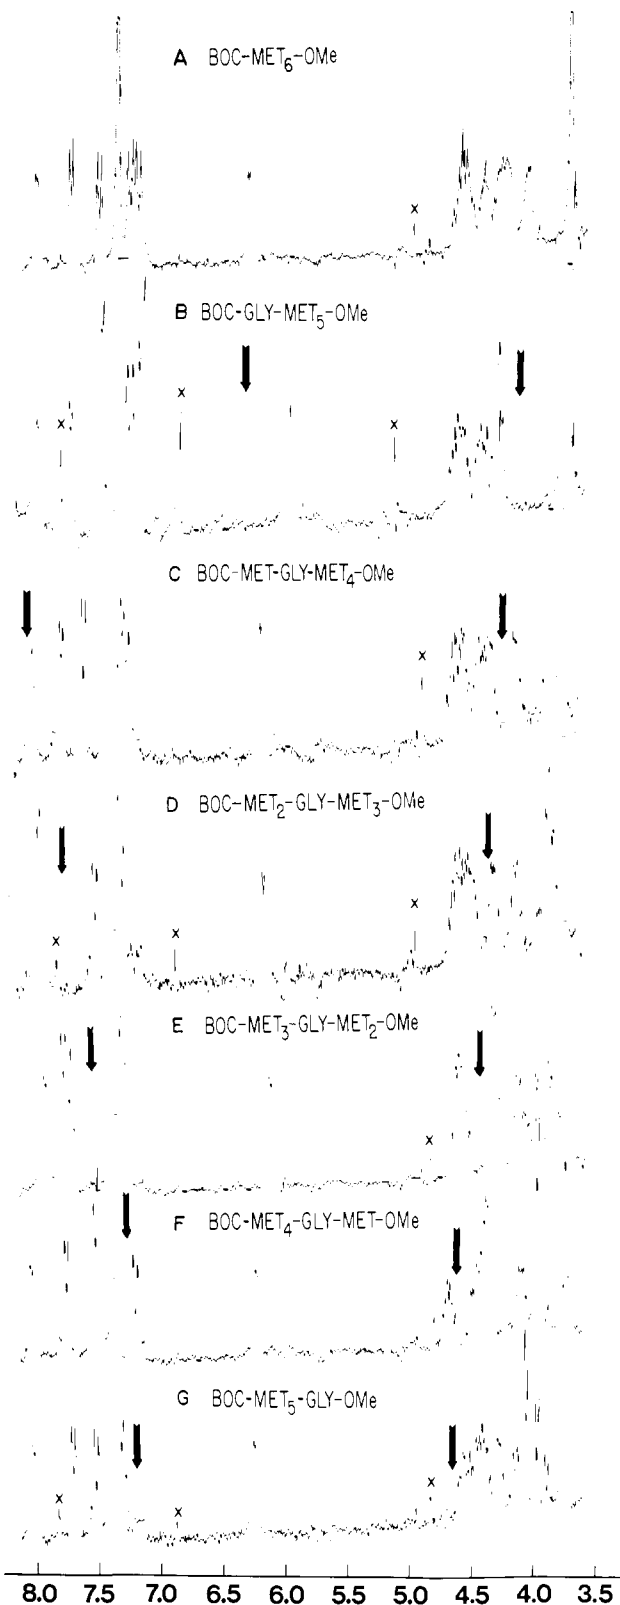 A BOC-MET6-OMe
x
B BOC-GLY-MET5-OMe
x x x
C BOC-MET-GLY-MET4-OMe
x
D BOC-MET2-GLY-MET3-OMe
x x x
E BOC-MET3-GLY-MET2-OMe
x
F BOC-MET4-GLY-MET-OMe
G BOC-MET5-GLY-OMe
x x x
8.0 7.5 7.0 6.5 6.0 5.5 5.0 4.5 4.0 3.5